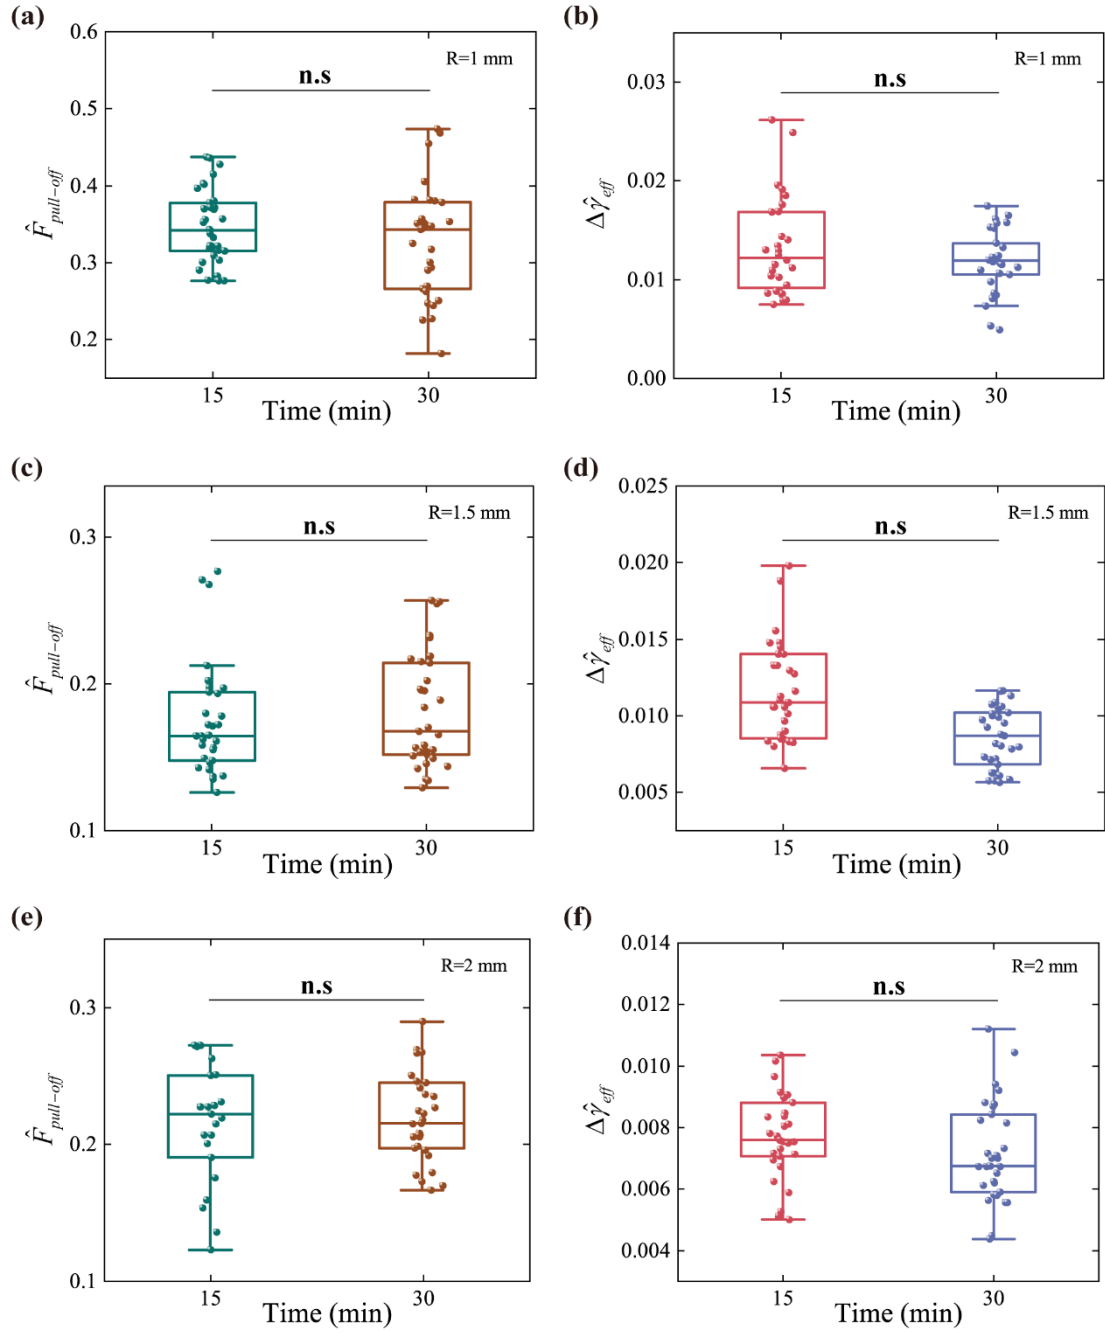 (a)
0.6
0.5
0.4
0.3
0.2
F̂pull−off
R=1 mm
n.s
15
30
Time (min)
(b)
0.03
0.02
0.01
0.00
Δγ̂eff
R=1 mm
n.s
15
30
Time (min)
(c)
0.3
0.2
0.1
F̂pull−off
R=1.5 mm
n.s
15
30
Time (min)
(d)
0.025
0.020
0.015
0.010
0.005
Δγ̂eff
R=1.5 mm
n.s
15
30
Time (min)
(e)
0.3
0.2
0.1
F̂pull−off
R=2 mm
n.s
15
30
Time (min)
(f)
0.014
0.012
0.010
0.008
0.006
0.004
Δγ̂eff
R=2 mm
n.s
15
30
Time (min)